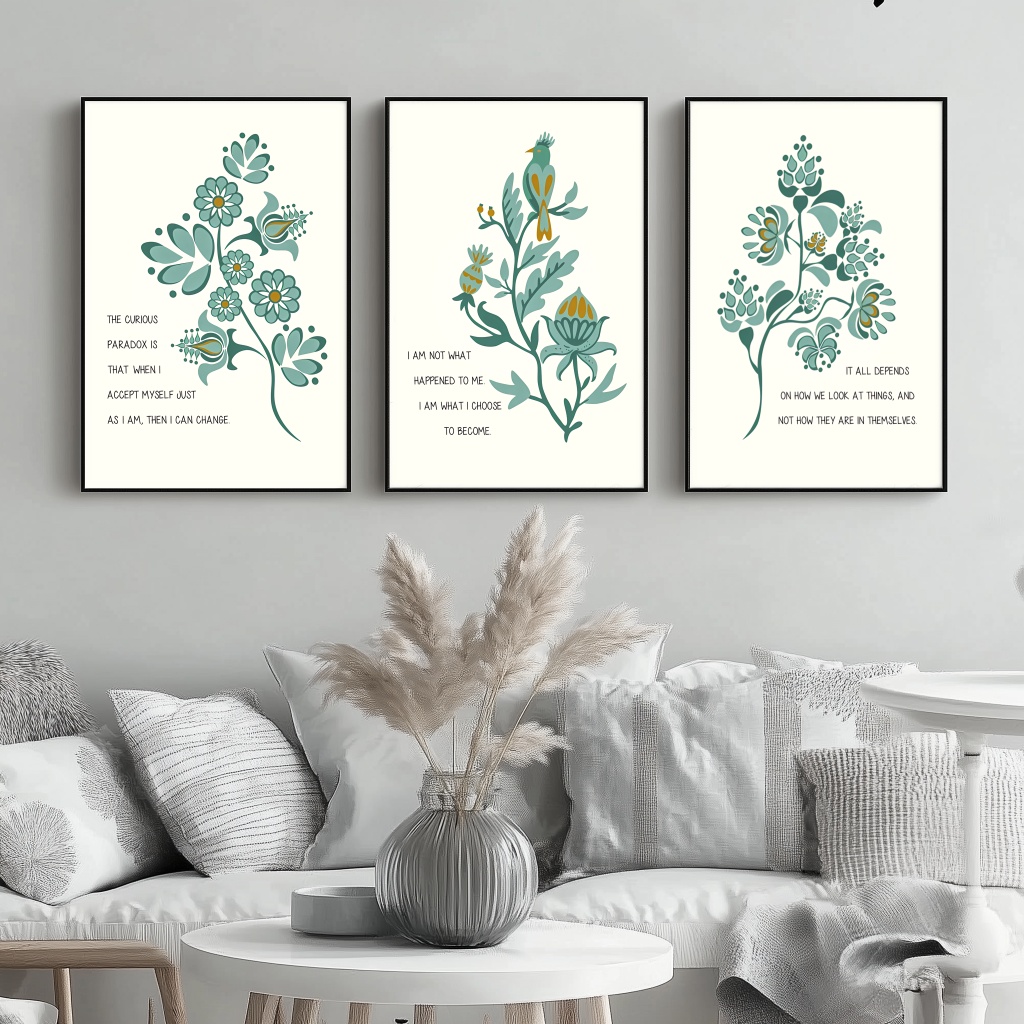 THE CURIOUS
PARADOX IS
THAT WHEN I
ACCEPT MYSELF JUST
AS I AM, THEN I CAN CHANGE.
I AM NOT WHAT
HAPPENED TO ME.
I AM WHAT I CHOOSE
TO BECOME.
IT ALL DEPENDS
ON HOW WE LOOK AT THINGS, AND
NOT HOW THEY ARE IN THEMSELVES.